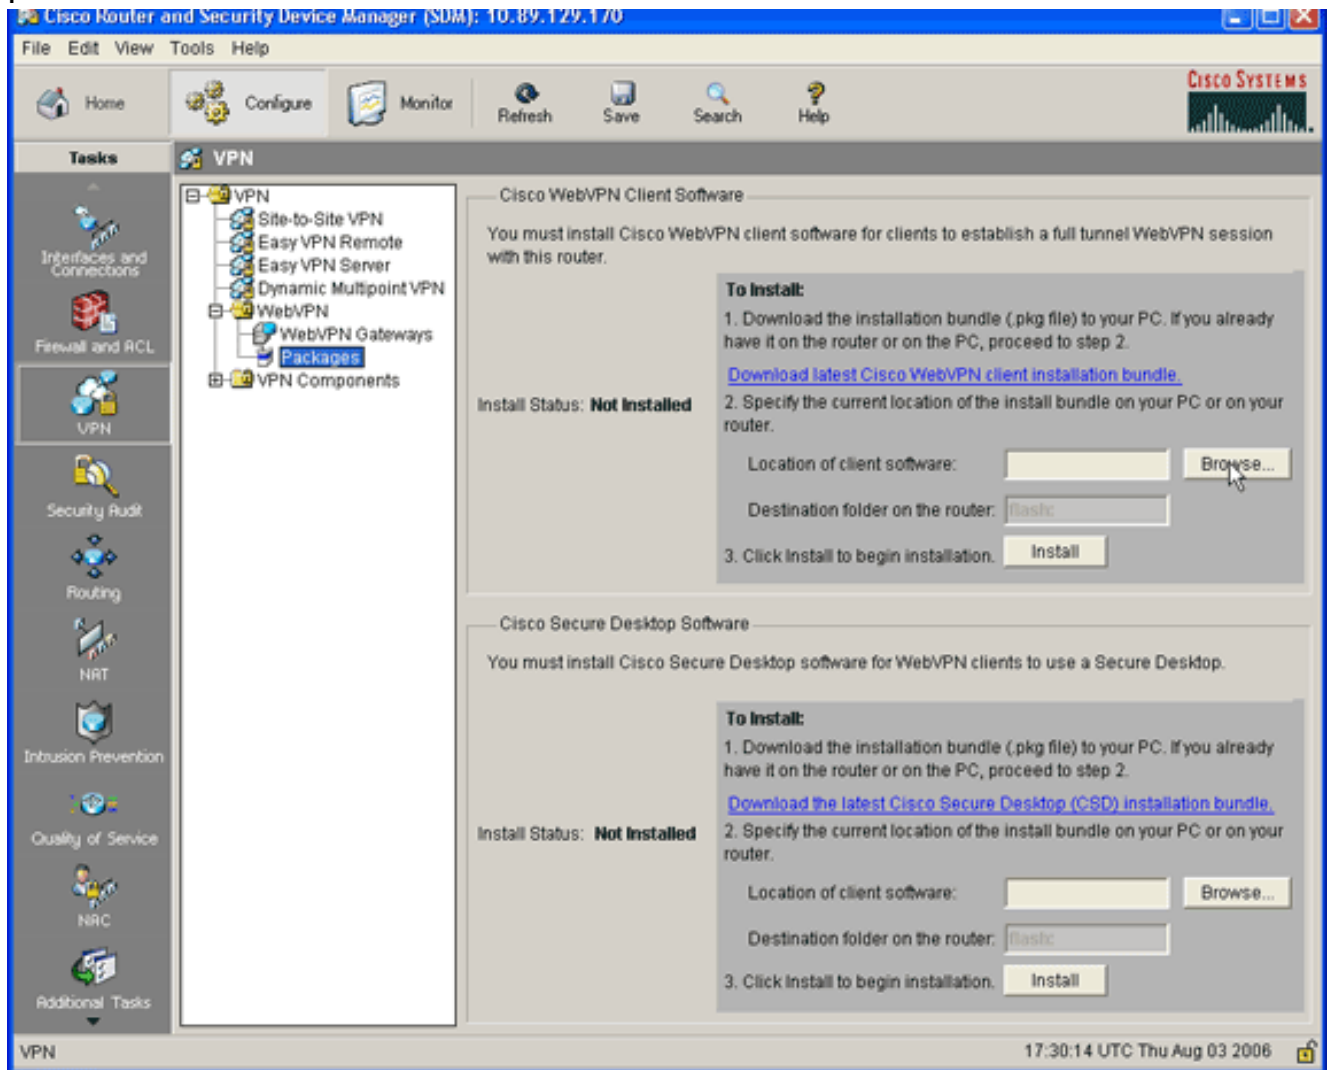 Cisco Router and Security Device Manager (SDM): 10.89.129.170
File Edit View Tools Help
Home Configure Monitor Refresh Save Search Help
CISCO SYSTEMS
Tasks
VPN
Interfaces and
Connections
Firewall and ACL
VPN
Security Audit
Routing
NAT
Intrusion Prevention
Quality of Service
NAC
Additional Tasks
VPN
Site-to-Site VPN
Easy VPN Remote
Easy VPN Server
Dynamic Multipoint VPN
WebVPN
WebVPN Gateways
Packages
VPN Components
Cisco WebVPN Client Software
You must install Cisco WebVPN client software for clients to establish a full tunnel WebVPN session
with this router.
Install Status: Not Installed
To Install:
1. Download the installation bundle (.pkg file) to your PC. If you already
have it on the router or on the PC, proceed to step 2.
Download latest Cisco WebVPN client installation bundle.
2. Specify the current location of the install bundle on your PC or on your
router.
Location of client software: Browse...
Destination folder on the router: flash:
3. Click Install to begin installation. Install
Cisco Secure Desktop Software
You must install Cisco Secure Desktop software for WebVPN clients to use a Secure Desktop.
Install Status: Not Installed
To Install:
1. Download the installation bundle (.pkg file) to your PC. If you already
have it on the router or on the PC, proceed to step 2.
Download the latest Cisco Secure Desktop (CSD) installation bundle.
2. Specify the current location of the install bundle on your PC or on your
router.
Location of client software: Browse...
Destination folder on the router: flash:
3. Click Install to begin installation. Install
VPN
17:30:14 UTC Thu Aug 03 2006